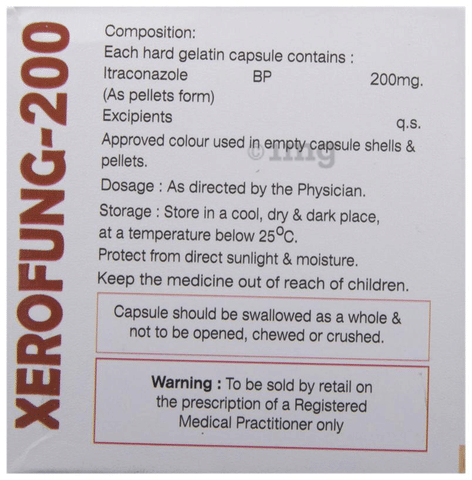 XEROFUNG-200
Composition:
Each hard gelatin capsule contains :
Itraconazole BP 200mg.
(As pellets form)
Excipients q.s.
Approved colour used in empty capsule shells &
pellets.
© 1mg
Dosage : As directed by the Physician.
Storage : Store in a cool, dry & dark place,
at a temperature below 25⁰C.
Protect from direct sunlight & moisture.
Keep the medicine out of reach of children.
Capsule should be swallowed as a whole &
not to be opened, chewed or crushed.
Warning : To be sold by retail on
the prescription of a Registered
Medical Practitioner only